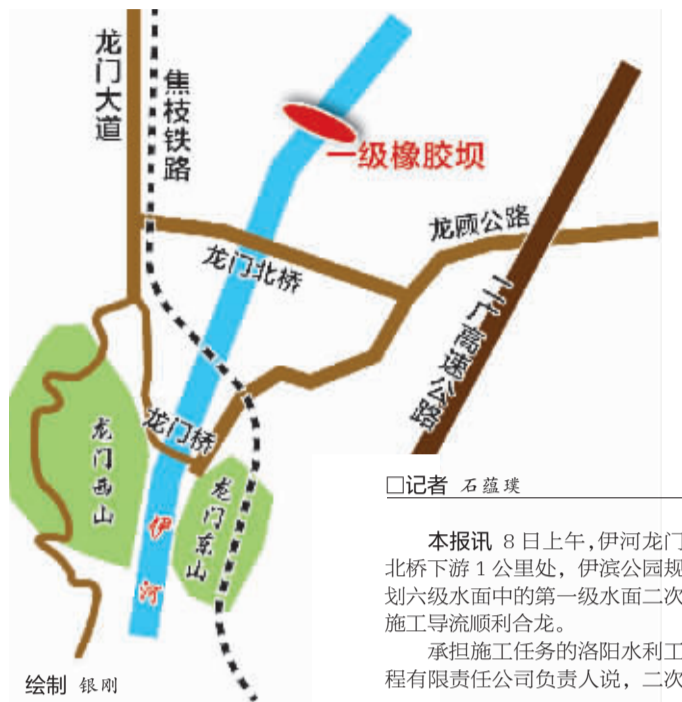 龙门大道
焦枝铁路
一级橡胶坝
龙顾公路
龙门北桥
二广高速公路
龙门桥
龙门西山
龙门东山
伊河
绘制 银刚
□记者 石蕴璞
本报讯 8日上午,伊河龙门
北桥下游1公里处，伊滨公园规
划六级水面中的第一级水面二次
施工导流顺利合龙。
承担施工任务的洛阳水利工
程有限责任公司负责人说，二次